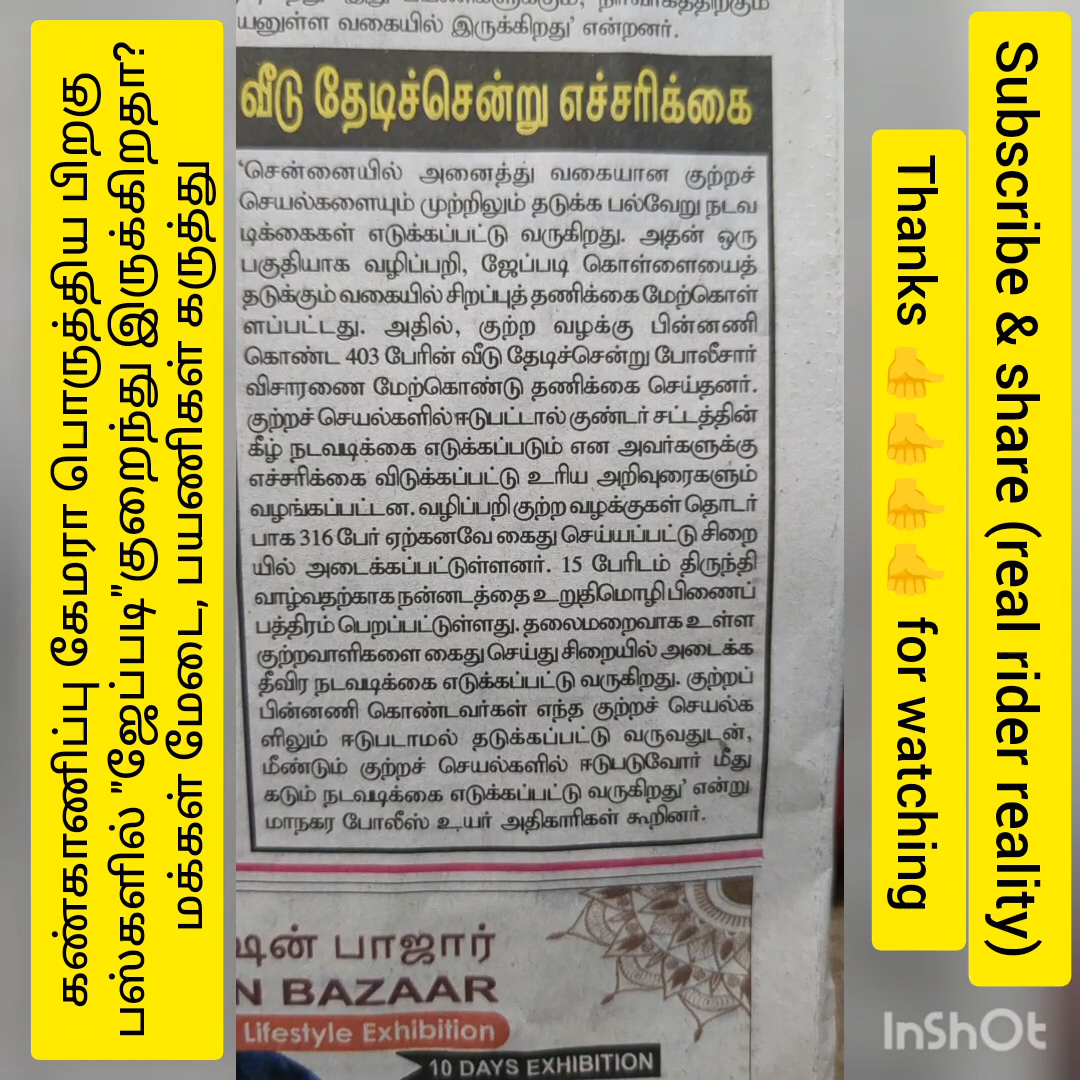 கண்காணிப்பு கேமரா பொருத்திய பிறகு
பஸ்களில் "ஜேப்படி"குறைந்து இருக்கிறதா?
மக்கள் மேடை, பயணிகள் கருத்து
யனுள்ள வகையில் இருக்கிறது' என்றனர்.
வீடு தேடிச்சென்று எச்சரிக்கை
'சென்னையில் அனைத்து வகையான குற்றச்
செயல்களையும் முற்றிலும் தடுக்க பல்வேறு நடவ
டிக்கைகள் எடுக்கப்பட்டு வருகிறது. அதன் ஒரு
பகுதியாக வழிப்பறி, ஜேப்படி கொள்ளையைத்
தடுக்கும் வகையில் சிறப்புத் தணிக்கை மேற்கொள்
ளப்பட்டது. அதில், குற்ற வழக்கு பின்னணி
கொண்ட 403 பேரின் வீடு தேடிச்சென்று போலீசார்
விசாரணை மேற்கொண்டு தணிக்கை செய்தனர்.
குற்றச் செயல்களில் ஈடுபட்டால் குண்டர் சட்டத்தின்
கீழ் நடவடிக்கை எடுக்கப்படும் என அவர்களுக்கு
எச்சரிக்கை விடுக்கப்பட்டு உரிய அறிவுரைகளும்
வழங்கப்பட்டன. வழிப்பறி குற்ற வழக்குகள் தொடர்
பாக 316 பேர் ஏற்கனவே கைது செய்யப்பட்டு சிறை
யில் அடைக்கப்பட்டுள்ளனர். 15 பேரிடம் திருந்தி
வாழ்வதற்காக நன்னடத்தை உறுதிமொழி பிணைப்
பத்திரம் பெறப்பட்டுள்ளது. தலைமறைவாக உள்ள
குற்றவாளிகளை கைது செய்து சிறையில் அடைக்க
தீவிர நடவடிக்கை எடுக்கப்பட்டு வருகிறது. குற்றப்
பின்னணி கொண்டவர்கள் எந்த குற்றச் செயல்க
ளிலும் ஈடுபடாமல் தடுக்கப்பட்டு வருவதுடன்,
மீண்டும் குற்றச் செயல்களில் ஈடுபடுவோர் மீது
கடும் நடவடிக்கை எடுக்கப்பட்டு வருகிறது' என்று
மாநகர போலீஸ் உயர் அதிகாரிகள் கூறினர்.
ஷன் பாஜார்
N BAZAAR
Lifestyle Exhibition
10 DAYS EXHIBITION
Subscribe & share (real rider reality)
Thanks 👍👍👍👍 for watching
InShOt